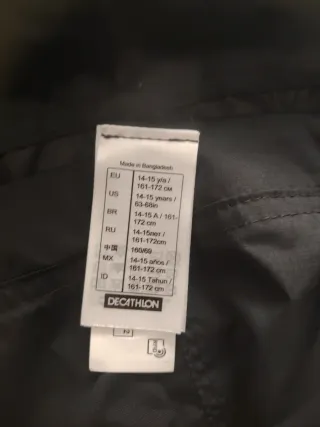 Made in Bangladesh
EU 14-15 y/a /
161-172 см
US 14-15 years /
63-68in
BR 14-15 A / 161-
172 cm
RU 14-15лет /
161-172cm
中国 160/69
MX 14-15 años /
161-172 cm
ID 14-15 Tahun /
161-172 cm
DECATHLON